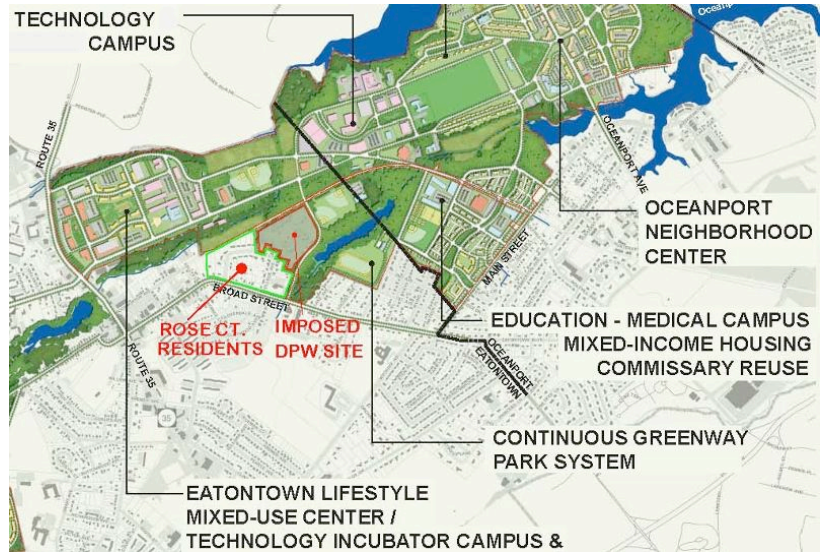 TECHNOLOGY
CAMPUS
Oceanport
ROUTE 35
OCEANPORT AVE
OCEANPORT
NEIGHBORHOOD
CENTER
MAIN STREET
BROAD STREET
ROSE CT.
RESIDENTS
IMPOSED
DPW SITE
EDUCATION - MEDICAL CAMPUS
MIXED-INCOME HOUSING
COMMISSARY REUSE
OCEANPORT
EATONTOWN
ROUTE 35
35
CONTINUOUS GREENWAY
PARK SYSTEM
EATONTOWN LIFESTYLE
MIXED-USE CENTER /
TECHNOLOGY INCUBATOR CAMPUS &